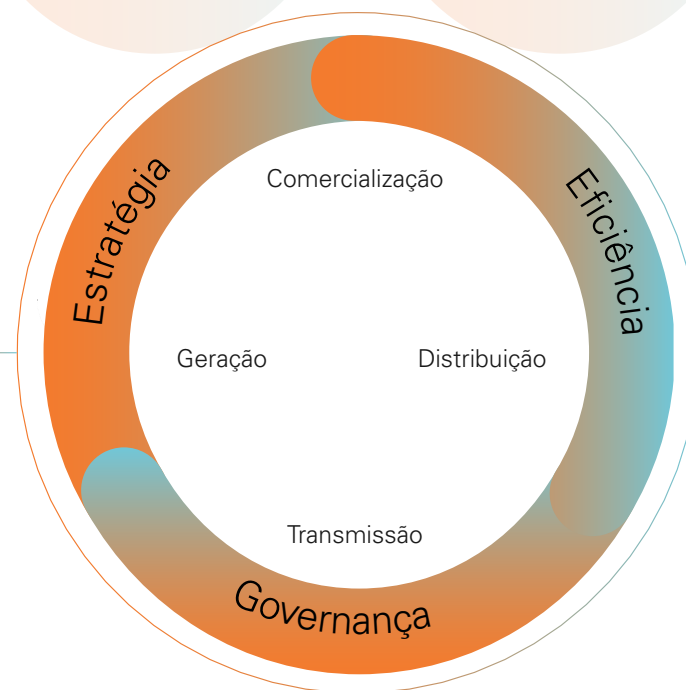 Estratégia
Eficiência
Comercialização
Geração
Distribuição
Transmissão
Governança